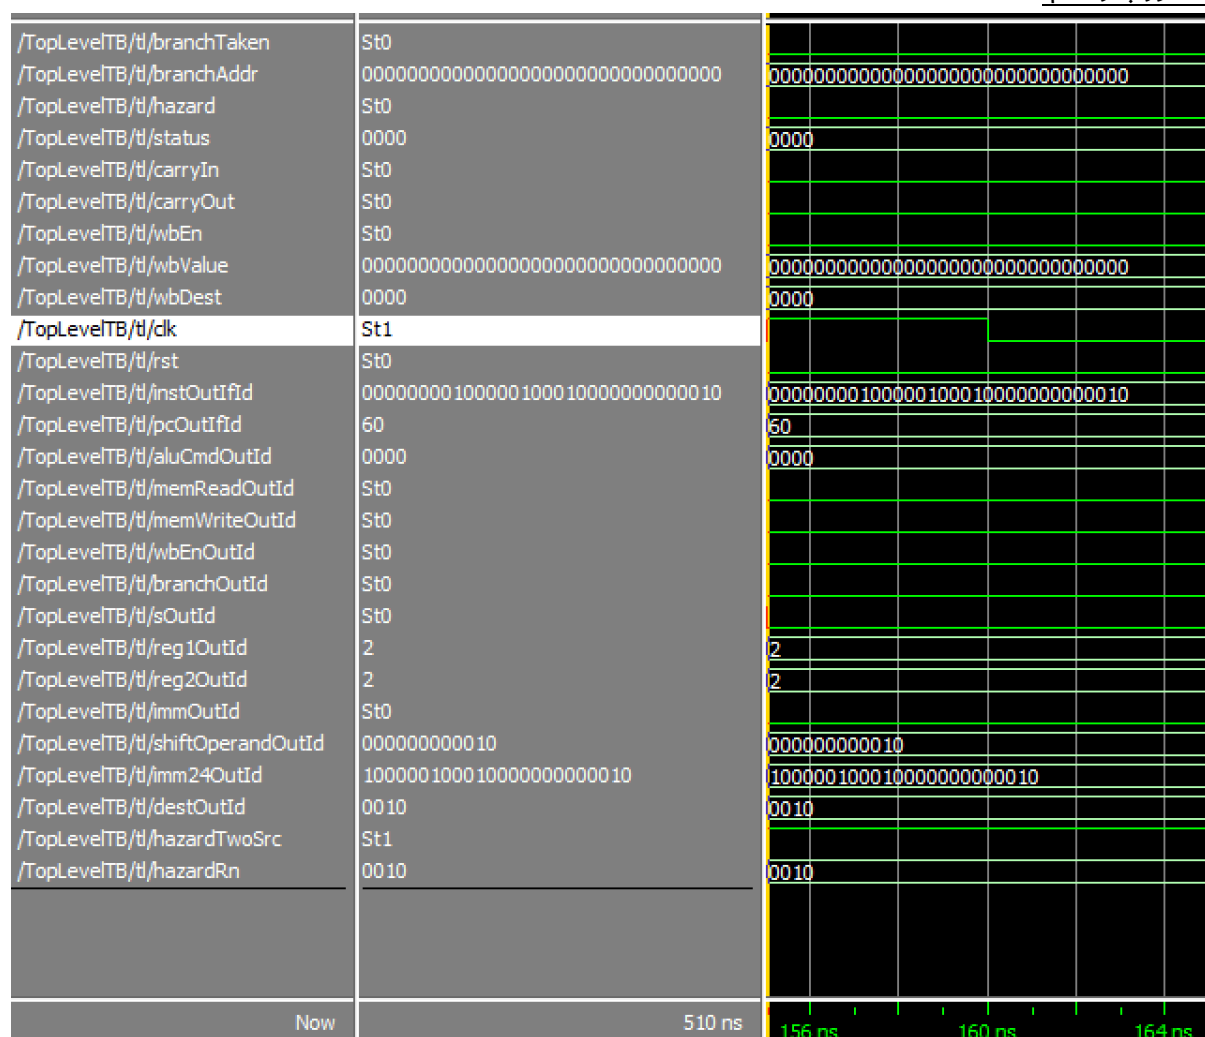 /TopLevelTB/tl/branchTaken St0
/TopLevelTB/tl/branchAddr 00000000000000000000000000000000 00000000000000000000000000000000
/TopLevelTB/tl/hazard St0
/TopLevelTB/tl/status 0000 0000
/TopLevelTB/tl/carryIn St0
/TopLevelTB/tl/carryOut St0
/TopLevelTB/tl/wbEn St0
/TopLevelTB/tl/wbValue 00000000000000000000000000000000 00000000000000000000000000000000
/TopLevelTB/tl/wbDest 0000 0000
/TopLevelTB/tl/clk St1
/TopLevelTB/tl/rst St0
/TopLevelTB/tl/instOutIfId 00000000100000100010000000000010 00000000100000100010000000000010
/TopLevelTB/tl/pcOutIfId 60 60
/TopLevelTB/tl/aluCmdOutId 0000 0000
/TopLevelTB/tl/memReadOutId St0
/TopLevelTB/tl/memWriteOutId St0
/TopLevelTB/tl/wbEnOutId St0
/TopLevelTB/tl/branchOutId St0
/TopLevelTB/tl/sOutId St0
/TopLevelTB/tl/reg1OutId 2 2
/TopLevelTB/tl/reg2OutId 2 2
/TopLevelTB/tl/immOutId St0
/TopLevelTB/tl/shiftOperandOutId 000000000010 000000000010
/TopLevelTB/tl/imm24OutId 100000100010000000000010 100000100010000000000010
/TopLevelTB/tl/destOutId 0010 0010
/TopLevelTB/tl/hazardTwoSrc St1
/TopLevelTB/tl/hazardRn 0010 0010
Now 510 ns 156 ns 160 ns 164 ns